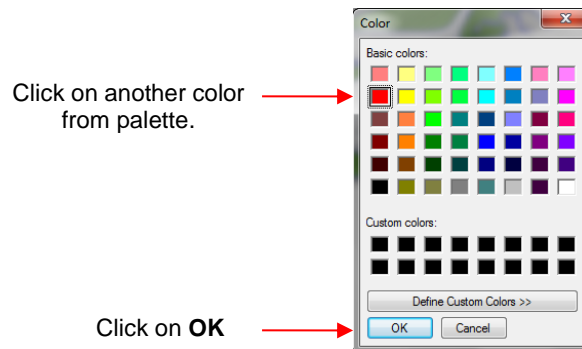 Color
Basic colors:
Click on another color
from palette.
Custom colors:
Define Custom Colors >>
Click on OK
OK
Cancel